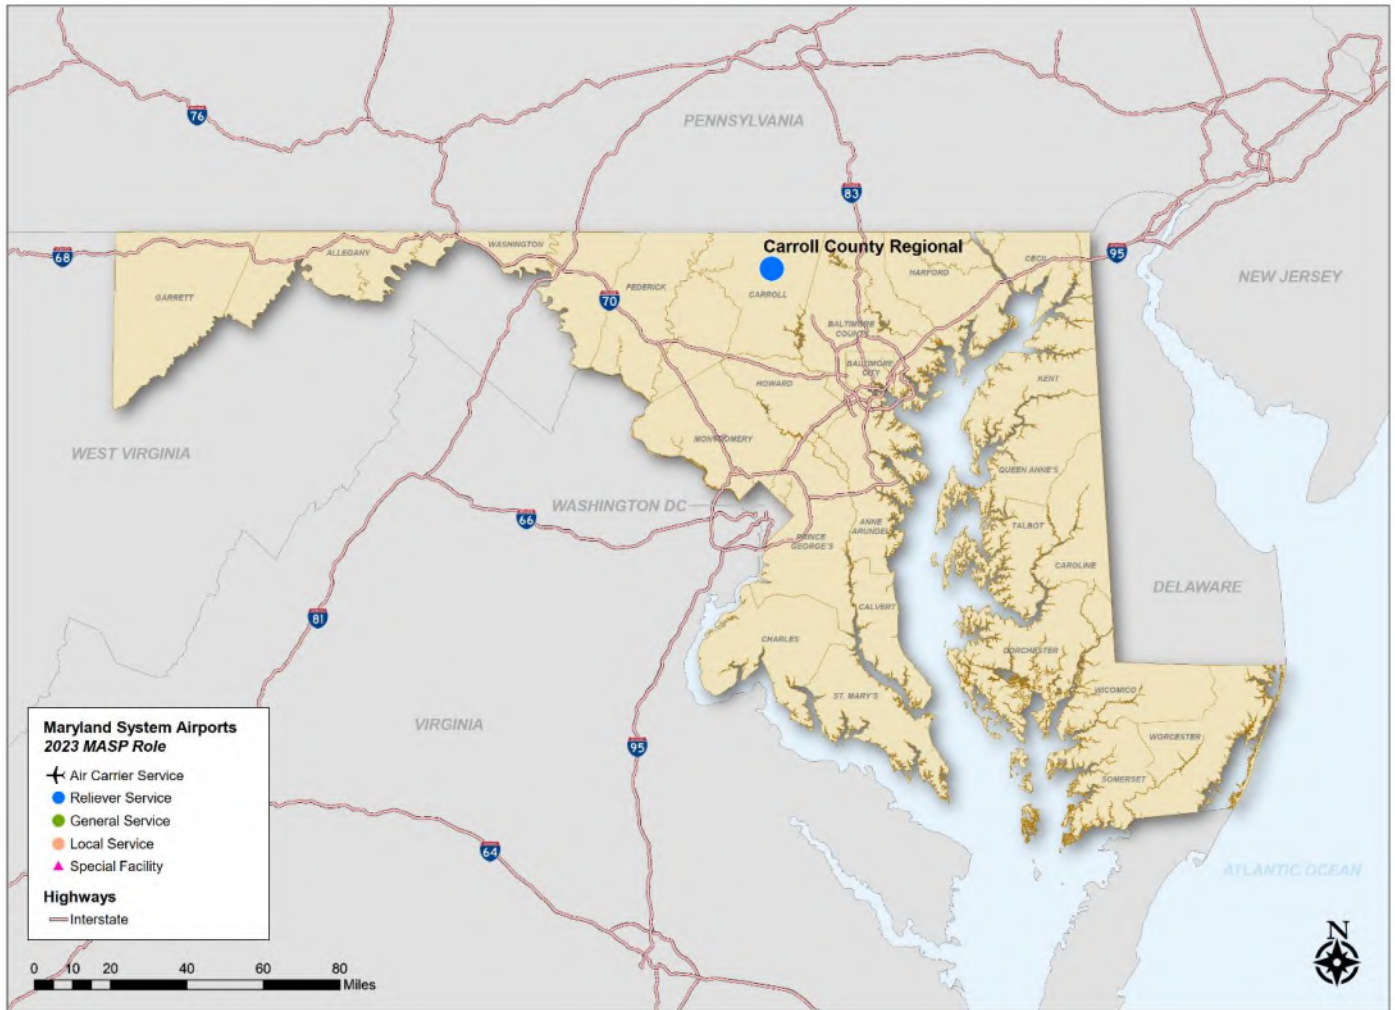 76
PENNSYLVANIA
83
68
95
Carroll County Regional
ALLEGANY
WASHINGTON
GARRETT
FEDERICK
70
CARROLL
HARFORD
CECIL
NEW JERSEY
BALTIMORE
COUNTY
BALTIMORE
CITY
HOWARD
KENT
MONTGOMERY
WEST VIRGINIA
QUEEN ANNE'S
WASHINGTON DC
66
ANNE
ARUNDEL
TALBOT
PRINCE
GEORGE'S
CAROLINE
DELAWARE
81
CALVERT
CHARLES
DORCHESTER
ST. MARY'S
WICOMICO
VIRGINIA
95
WORCESTER
SOMERSET
64
ATLANTIC OCEAN
Maryland System Airports
2023 MASP Role
Air Carrier Service
Reliever Service
General Service
Local Service
Special Facility
Highways
Interstate
0 10 20 40 60 80
Miles
N